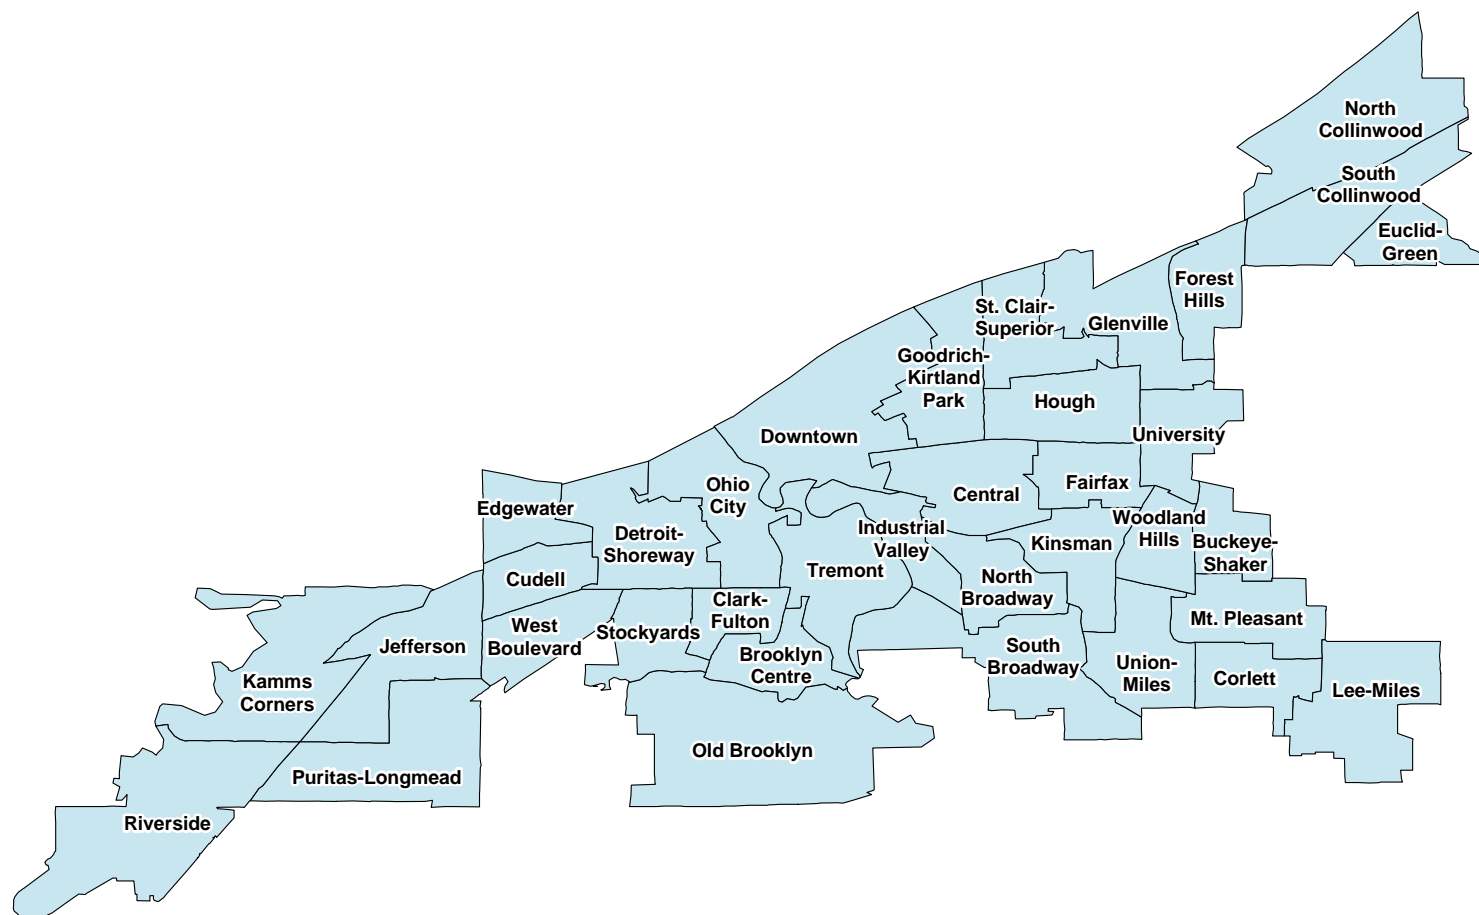 North
Collinwood
South
Collinwood
Euclid-
Green
Forest
Hills
St. Clair-
Superior
Glenville
Goodrich-
Kirtland
Park
Hough
Downtown
University
Ohio
City
Central
Fairfax
Edgewater
Detroit-
Shoreway
Industrial
Valley
Woodland
Hills
Kinsman
Buckeye-
Shaker
Cudell
Tremont
North
Broadway
Clark-
Fulton
Mt. Pleasant
West
Boulevard
Stockyards
Jefferson
Brooklyn
Centre
South
Broadway
Union-
Miles
Corlett
Kamms
Corners
Lee-Miles
Old Brooklyn
Puritas-Longmead
Riverside